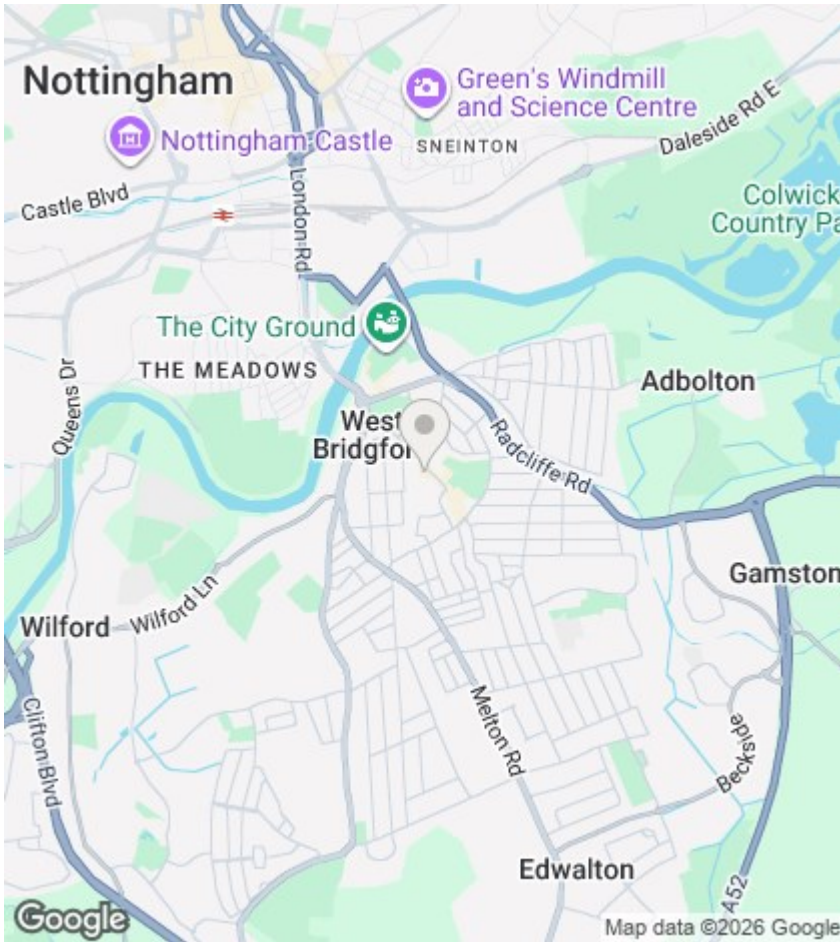 Nottingham
Green's Windmill
and Science Centre
Nottingham Castle
SNEINTON
Daleside Rd E
Castle Blvd
London Rd
Colwick
Country Pa
The City Ground
THE MEADOWS
Queens Dr
Adbolton
West
Bridgfor
Radcliffe Rd
Gamston
Wilford
Wilford Ln
Clifton Blvd
Melton Rd
Beckside
Edwalton
A52
Google
Map data ©2026 Google